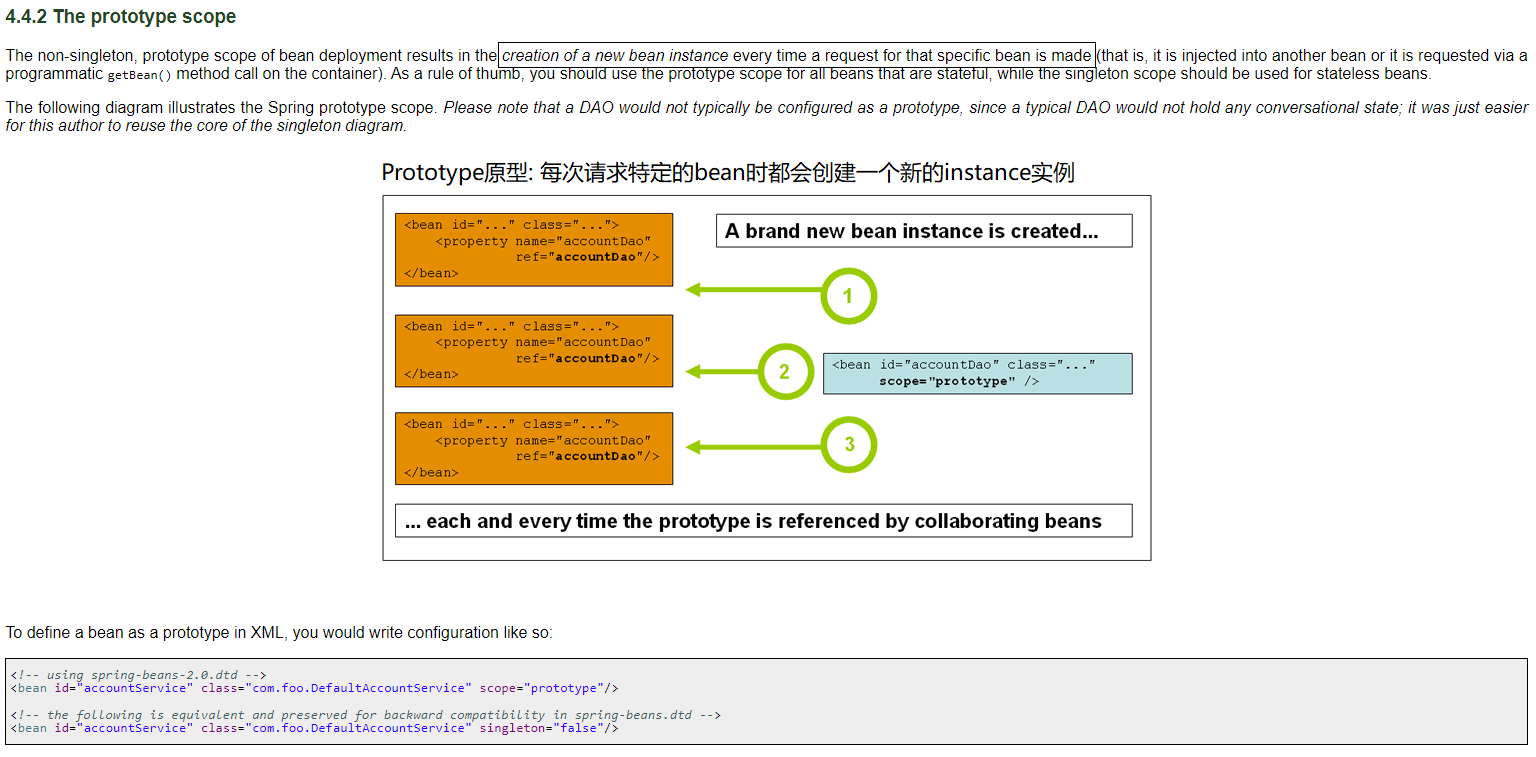 4.4.2 The prototype scope
The non-singleton, prototype scope of bean deployment results in the creation of a new bean instance every time a request for that specific bean is made (that is, it is injected into another bean or it is requested via a
programmatic getBean() method call on the container). As a rule of thumb, you should use the prototype scope for all beans that are stateful, while the singleton scope should be used for stateless beans.
The following diagram illustrates the Spring prototype scope. Please note that a DAO would not typically be configured as a prototype, since a typical DAO would not hold any conversational state; it was just easier
for this author to reuse the core of the singleton diagram.
Prototype原型: 每次请求特定的bean时都会创建一个新的instance实例
<bean id="..." class="...">
<property name="accountDao"
ref="accountDao"/>
</bean>
A brand new bean instance is created...
1
<bean id="..." class="...">
<property name="accountDao"
ref="accountDao"/>
</bean>
2
<bean id="accountDao" class="..."
scope="prototype" />
<bean id="..." class="...">
<property name="accountDao"
ref="accountDao"/>
</bean>
3
... each and every time the prototype is referenced by collaborating beans
To define a bean as a prototype in XML, you would write configuration like so:
<!-- using spring-beans-2.0.dtd -->
<bean id="accountService" class="com.foo.DefaultAccountService" scope="prototype"/>
<!-- the following is equivalent and preserved for backward compatibility in spring-beans.dtd -->
<bean id="accountService" class="com.foo.DefaultAccountService" singleton="false"/>